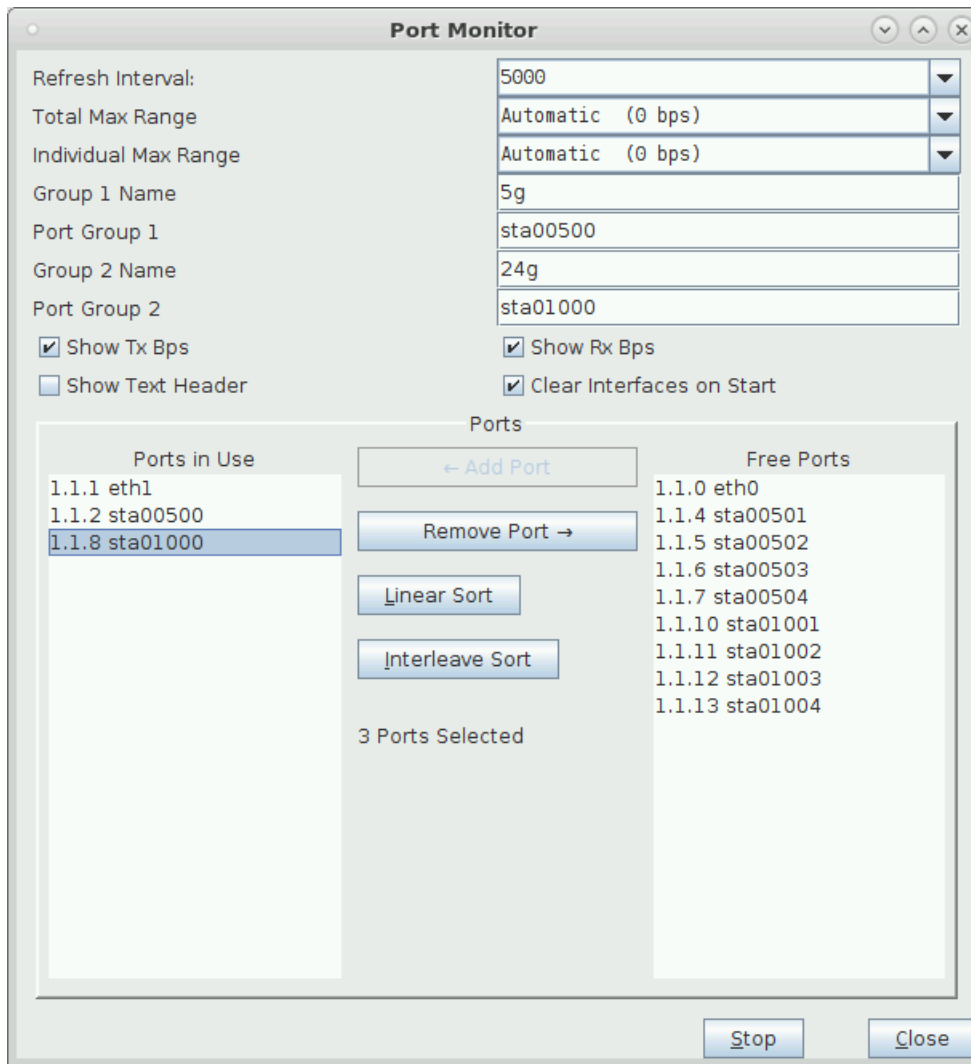 Port Monitor
Refresh Interval: 5000
Total Max Range Automatic (0 bps)
Individual Max Range Automatic (0 bps)
Group 1 Name 5g
Port Group 1 sta00500
Group 2 Name 24g
Port Group 2 sta01000
Show Tx Bps Show Rx Bps
Show Text Header Clear Interfaces on Start
Ports
Ports in Use
1.1.1 eth1
1.1.2 sta00500
1.1.8 sta01000
← Add Port
Remove Port →
Linear Sort
Interleave Sort
3 Ports Selected
Free Ports
1.1.0 eth0
1.1.4 sta00501
1.1.5 sta00502
1.1.6 sta00503
1.1.7 sta00504
1.1.10 sta01001
1.1.11 sta01002
1.1.12 sta01003
1.1.13 sta01004
Stop Close